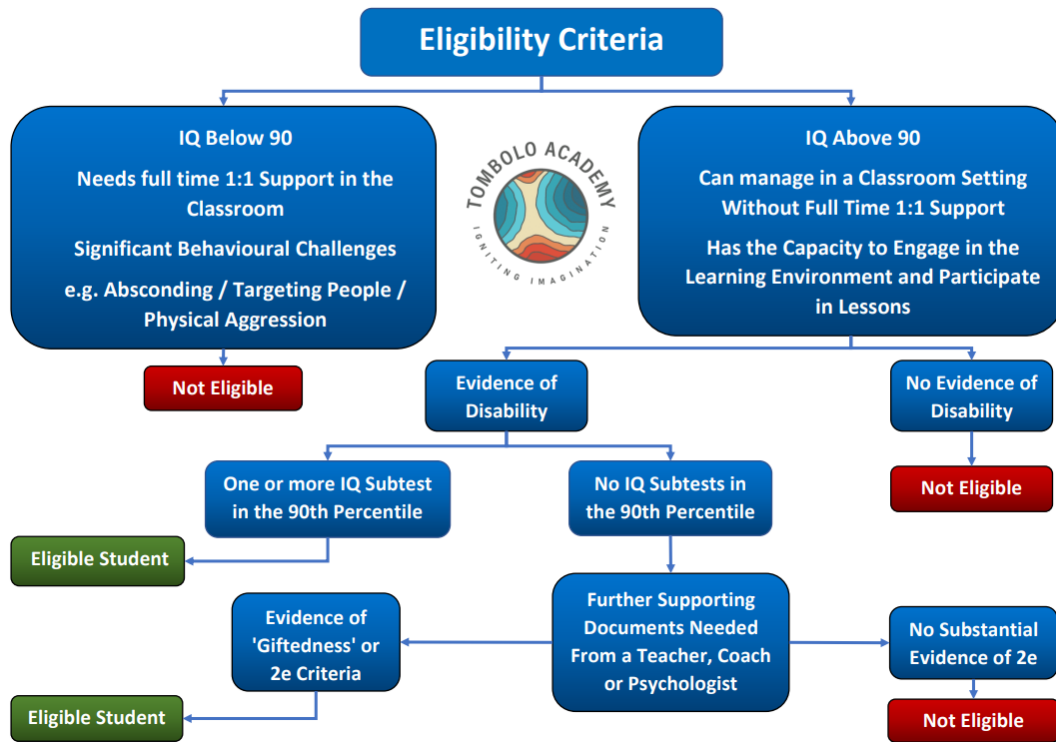 Eligibility Criteria
IQ Below 90
Needs full time 1:1 Support in the
Classroom
Significant Behavioural Challenges
e.g. Absconding / Targeting People /
Physical Aggression
TOMBOLO ACADEMY
IGNITING IMAGINATION
IQ Above 90
Can manage in a Classroom Setting
Without Full Time 1:1 Support
Has the Capacity to Engage in the
Learning Environment and Participate
in Lessons
Not Eligible
Evidence of
Disability
No Evidence of
Disability
Not Eligible
One or more IQ Subtest
in the 90th Percentile
No IQ Subtests in
the 90th Percentile
Eligible Student
Further Supporting
Documents Needed
From a Teacher, Coach
or Psychologist
Evidence of
'Giftedness' or
2e Criteria
No Substantial
Evidence of 2e
Eligible Student
Not Eligible